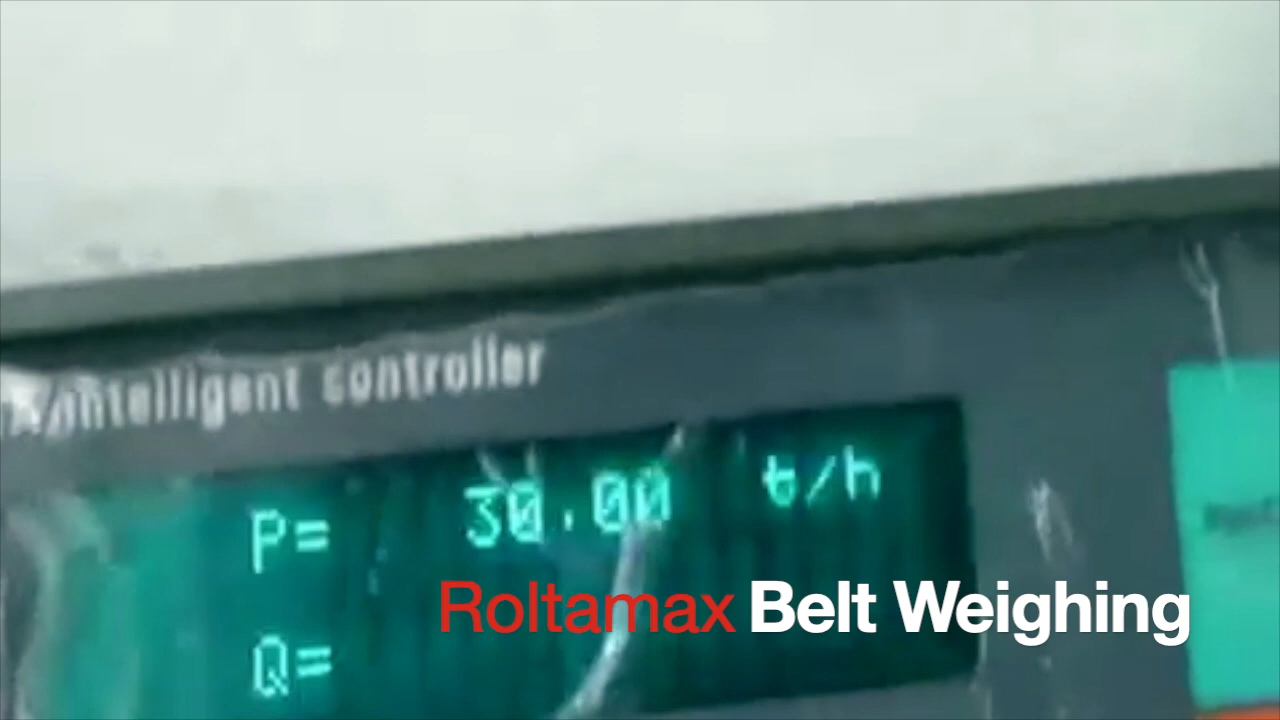 intelligent controller
P= 30.00 t/h
Q=
Roltamax Belt Weighing